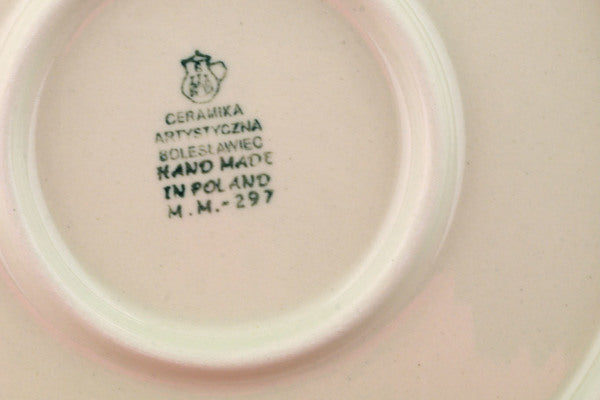 CERAMIKA
ARTYSTYCZNA
BOLESŁAWIEC
HAND MADE
IN POLAND
M.M.-297